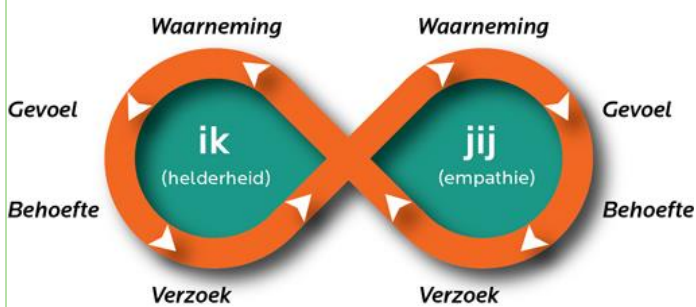 Waarneming
Waarneming
Gevoel
ik
(helderheid)
jij
(empathie)
Gevoel
Behoefte
Behoefte
Verzoek
Verzoek